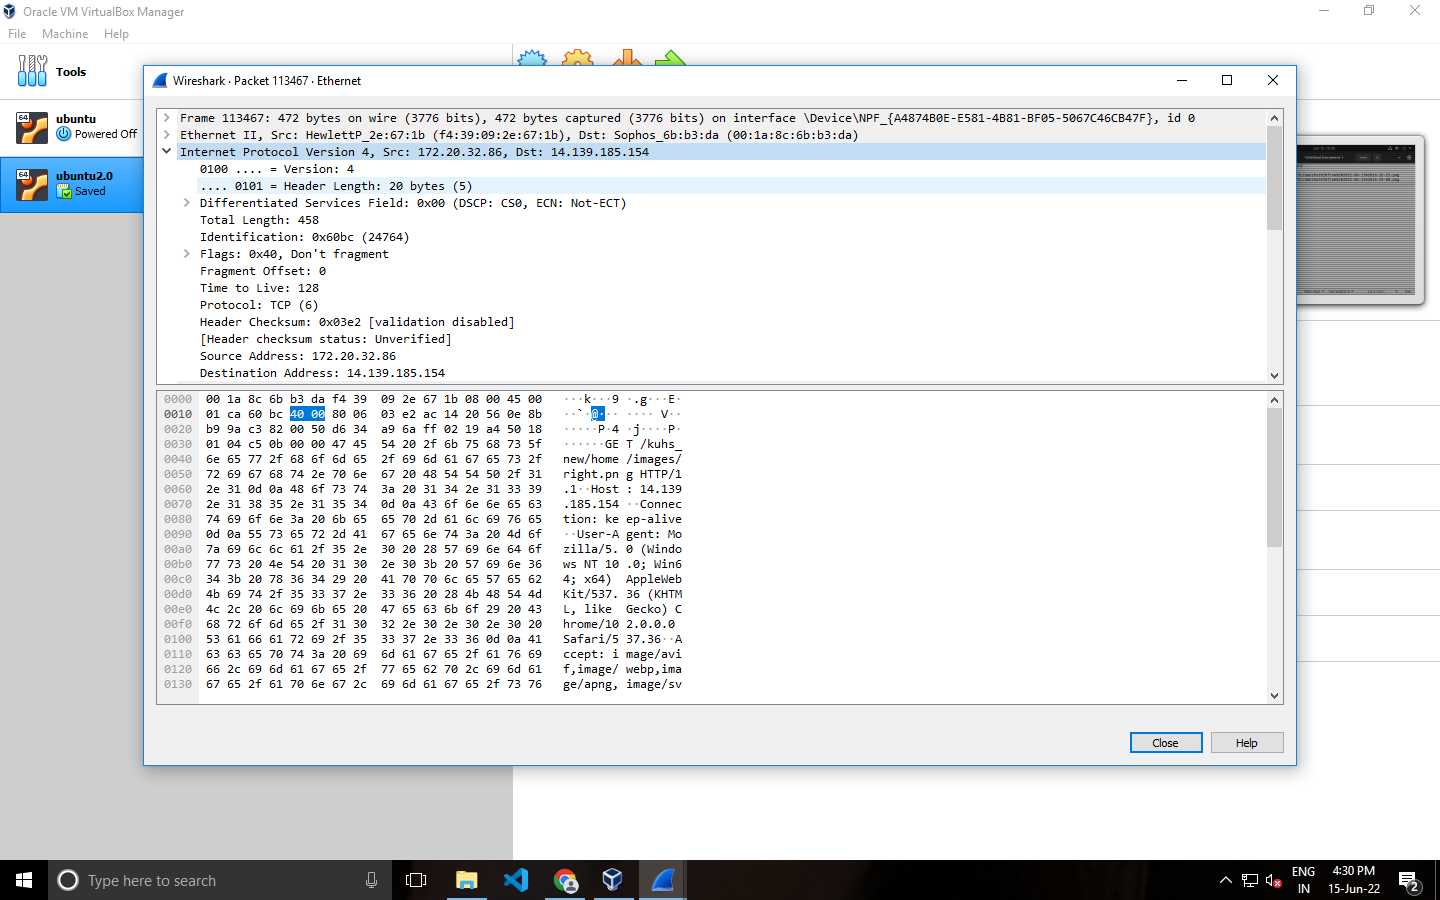 Oracle VM VirtualBox Manager
File Machine Help
Tools
64 ubuntu
Powered Off
64 ubuntu2.0
Saved
Wireshark · Packet 113467 · Ethernet
Frame 113467: 472 bytes on wire (3776 bits), 472 bytes captured (3776 bits) on interface \Device\NPF_{A4874B0E-E581-4B81-BF05-5067C46CB47F}, id 0
Ethernet II, Src: HewlettP_2e:67:1b (f4:39:09:2e:67:1b), Dst: Sophos_6b:b3:da (00:1a:8c:6b:b3:da)
Internet Protocol Version 4, Src: 172.20.32.86, Dst: 14.139.185.154
0100 .... = Version: 4
.... 0101 = Header Length: 20 bytes (5)
Differentiated Services Field: 0x00 (DSCP: CS0, ECN: Not-ECT)
Total Length: 458
Identification: 0x60bc (24764)
Flags: 0x40, Don't fragment
Fragment Offset: 0
Time to Live: 128
Protocol: TCP (6)
Header Checksum: 0x03e2 [validation disabled]
[Header checksum status: Unverified]
Source Address: 172.20.32.86
Destination Address: 14.139.185.154
0000 00 1a 8c 6b b3 da f4 39 09 2e 67 1b 08 00 45 00 ···k···9 ·.g···E·
0010 01 ca 60 bc 40 00 80 06 03 e2 ac 14 20 56 0e 8b ··`·@··· ···· V··
0020 b9 9a c3 82 00 50 d6 34 a9 6a ff 02 19 a4 50 18 ·····P·4 ·j····P·
0030 01 04 c5 0b 00 00 47 45 54 20 2f 6b 75 68 73 5f ······GE T /kuhs_
0040 6e 65 77 2f 68 6f 6d 65 2f 69 6d 61 67 65 73 2f new/home /images/
0050 72 69 67 68 74 2e 70 6e 67 20 48 54 54 50 2f 31 right.pn g HTTP/1
0060 2e 31 0d 0a 48 6f 73 74 3a 20 31 34 2e 31 33 39 .1··Host : 14.139
0070 2e 31 38 35 2e 31 35 34 0d 0a 43 6f 6e 6e 65 63 .185.154 ··Connec
0080 74 69 6f 6e 3a 20 6b 65 65 70 2d 61 6c 69 76 65 tion: ke ep-alive
0090 0d 0a 55 73 65 72 2d 41 67 65 6e 74 3a 20 4d 6f ··User-A gent: Mo
00a0 7a 69 6c 6c 61 2f 35 2e 30 20 28 57 69 6e 64 6f zilla/5. 0 (Windo
00b0 77 73 20 4e 54 20 31 30 2e 30 3b 20 57 69 6e 36 ws NT 10 .0; Win6
00c0 34 3b 20 78 36 34 29 20 41 70 70 6c 65 57 65 62 4; x64) AppleWeb
00d0 4b 69 74 2f 35 33 37 2e 33 36 20 28 4b 48 54 4d Kit/537. 36 (KHTM
00e0 4c 2c 20 6c 69 6b 65 20 47 65 63 6b 6f 29 20 43 L, like Gecko) C
00f0 68 72 6f 6d 65 2f 31 30 32 2e 30 2e 30 2e 30 20 hrome/10 2.0.0.0
0100 53 61 66 61 72 69 2f 35 33 37 2e 33 36 0d 0a 41 Safari/5 37.36··A
0110 63 63 65 70 74 3a 20 69 6d 61 67 65 2f 61 76 69 ccept: i mage/avi
0120 66 2c 69 6d 61 67 65 2f 77 65 62 70 2c 69 6d 61 f,image/ webp,ima
0130 67 65 2f 61 70 6e 67 2c 69 6d 61 67 65 2f 73 76 ge/apng, image/sv
Close Help
Type here to search
ENG
IN
4:30 PM
15-Jun-22
2